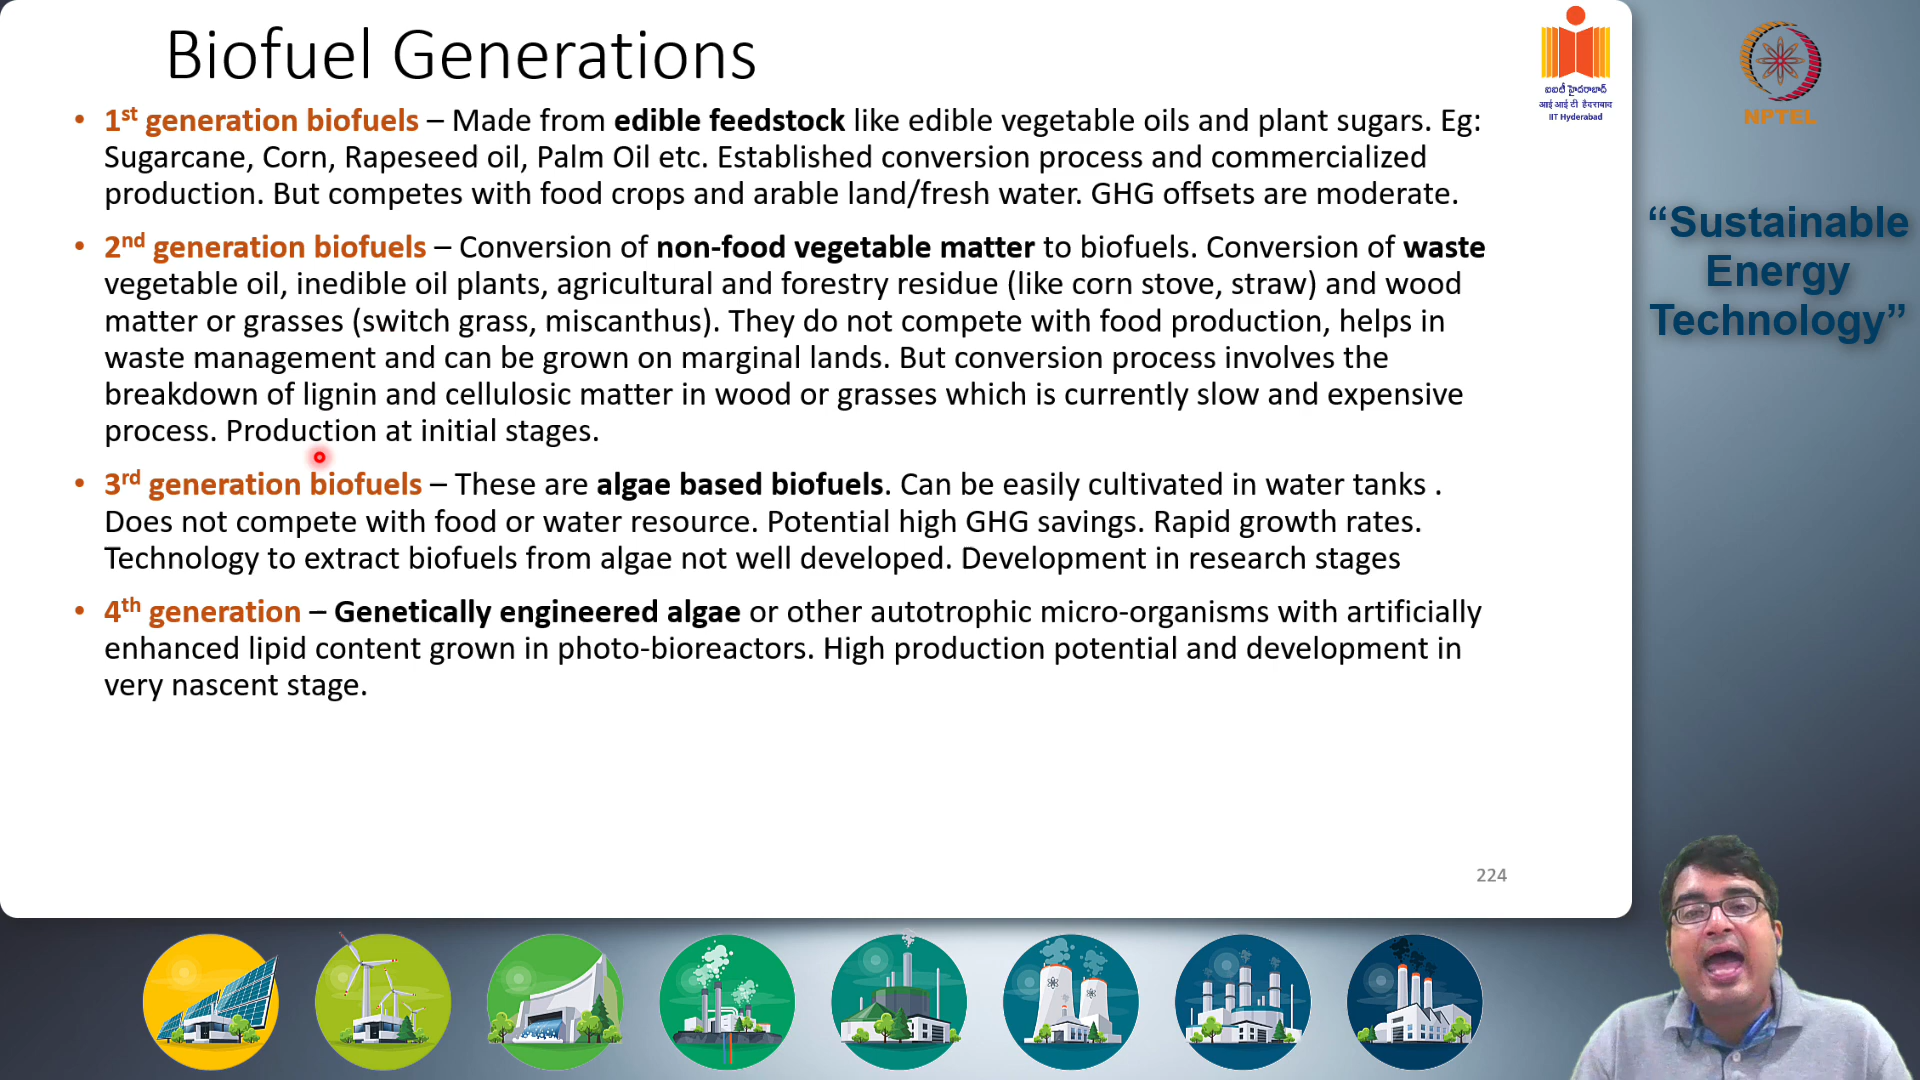 Biofuel Generations
• 1st generation biofuels – Made from edible feedstock like edible vegetable oils and plant sugars. Eg:
Sugarcane, Corn, Rapeseed oil, Palm Oil etc. Established conversion process and commercialized
production. But competes with food crops and arable land/fresh water. GHG offsets are moderate.
• 2nd generation biofuels – Conversion of non-food vegetable matter to biofuels. Conversion of waste
vegetable oil, inedible oil plants, agricultural and forestry residue (like corn stove, straw) and wood
matter or grasses (switch grass, miscanthus). They do not compete with food production, helps in
waste management and can be grown on marginal lands. But conversion process involves the
breakdown of lignin and cellulosic matter in wood or grasses which is currently slow and expensive
process. Production at initial stages.
• 3rd generation biofuels – These are algae based biofuels. Can be easily cultivated in water tanks .
Does not compete with food or water resource. Potential high GHG savings. Rapid growth rates.
Technology to extract biofuels from algae not well developed. Development in research stages
• 4th generation – Genetically engineered algae or other autotrophic micro-organisms with artificially
enhanced lipid content grown in photo-bioreactors. High production potential and development in
very nascent stage.
224
ఐఐటీ హైదరాబాద్
आई आई टी हैदराबाद
IIT Hyderabad
NPTEL
“Sustainable
Energy
Technology”